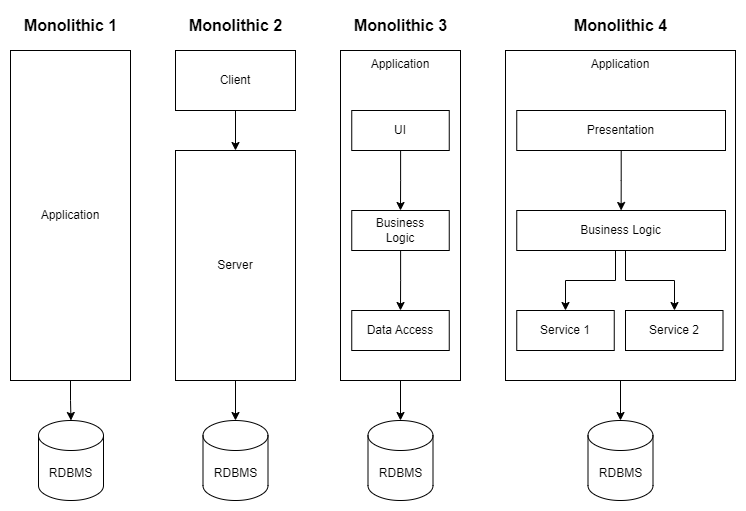 Monolithic 1
Application
RDBMS
Monolithic 2
Client
Server
RDBMS
Monolithic 3
Application
UI
Business
Logic
Data Access
RDBMS
Monolithic 4
Application
Presentation
Business Logic
Service 1
Service 2
RDBMS